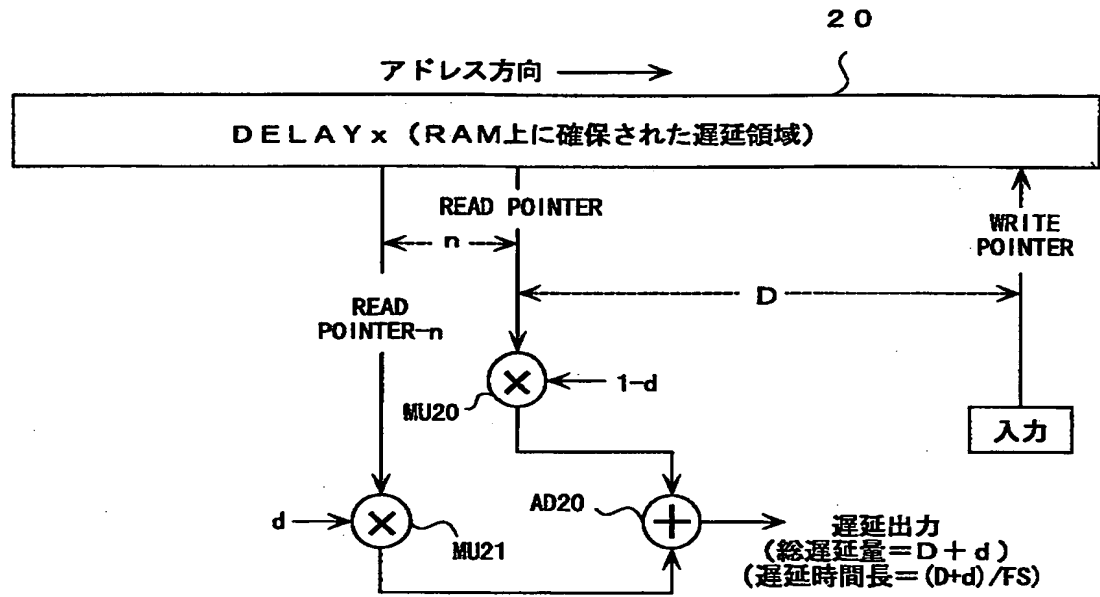 20
アドレス方向
DELAYx（RAM上に確保された遅延領域）
READ POINTER
n
WRITE
POINTER
D
READ
POINTER-n
1-d
MU20
入力
AD20
d
MU21
遅延出力
(総遅延量=D+d)
(遅延時間長=(D+d)/FS)